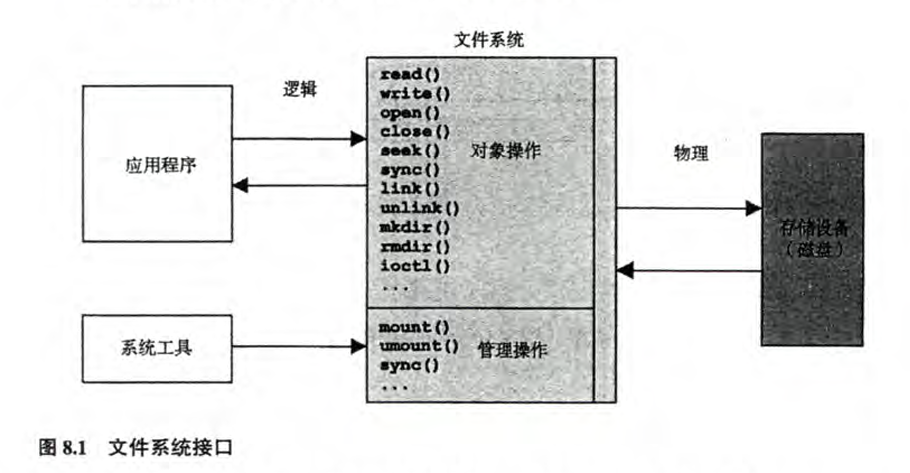 文件系统
逻辑
应用程序
read()
write()
open()
close()
seek()
sync()
link()
unlink()
mkdir()
rmdir()
ioctl()
...
对象操作
物理
存储设备
（磁盘）
系统工具
mount()
umount()
sync()
...
管理操作
图 8.1 文件系统接口